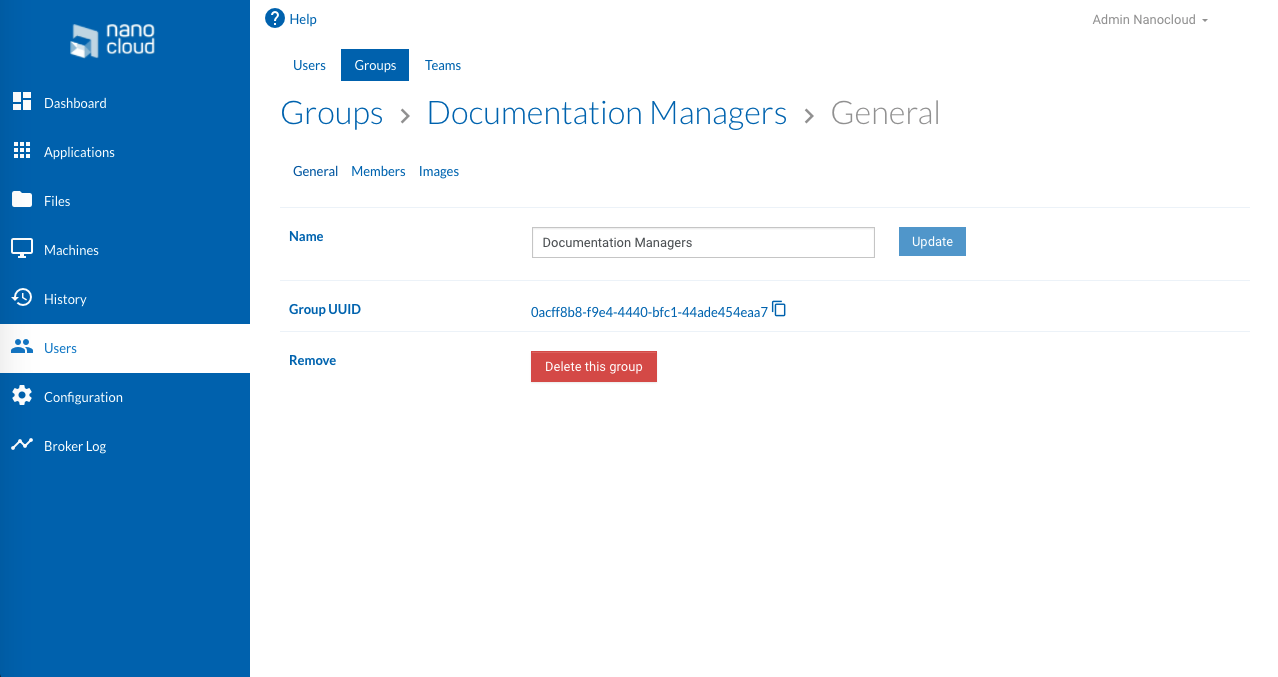 nano
cloud
Dashboard
Applications
Files
Machines
History
Users
Configuration
Broker Log
Help
Admin Nanocloud
Users Groups Teams
Groups > Documentation Managers > General
General Members Images
Name Documentation Managers Update
Group UUID 0acff8b8-f9e4-4440-bfc1-44ade454eaa7
Remove Delete this group